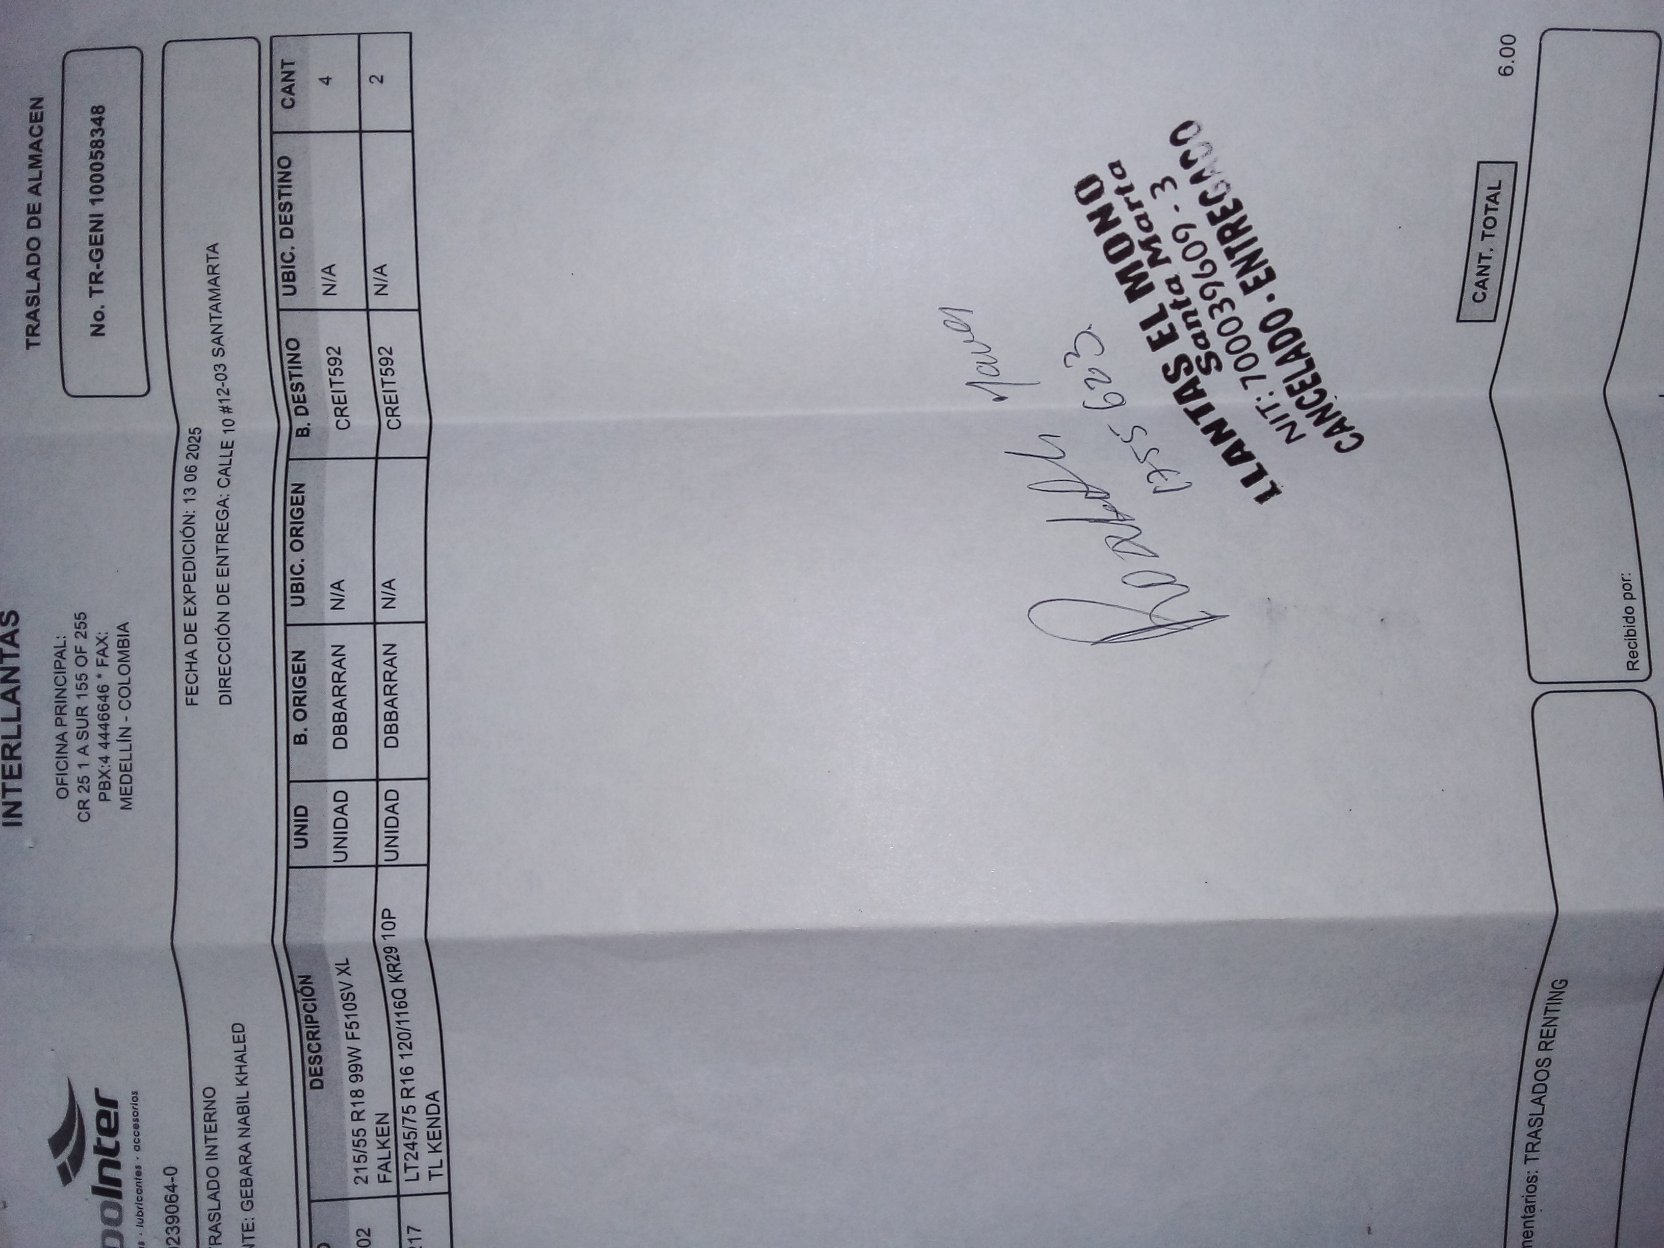 INTERLLANTAS
TRASLADO DE ALMACEN
poInter
s · lubricantes · accesorios
OFICINA PRINCIPAL:
CR 25 1 A SUR 155 OF 255
PBX:4 4446646 * FAX:
MEDELLÍN - COLOMBIA
No. TR-GENI 100058348
0239064-0
RASLADO INTERNO
FECHA DE EXPEDICIÓN: 13 06 2025
NTE: GEBARA NABIL KHALED
DIRECCIÓN DE ENTREGA: CALLE 10 #12-03 SANTAMARTA
DESCRIPCIÓN UNID B. ORIGEN UBIC. ORIGEN B. DESTINO UBIC. DESTINO CANT
02 215/55 R18 99W F510SV XL UNIDAD DBBARRAN N/A CREIT592 N/A 4
FALKEN
217 LT245/75 R16 120/116Q KR29 10P UNIDAD DBBARRAN N/A CREIT592 N/A 2
TL KENDA
LLANTAS EL MONO
Santa Marta
NIT: 700039609 - 3
CANCELADO · ENTREGADO
CANT. TOTAL 6.00
mentarios: TRASLADOS RENTING
Recibido por: